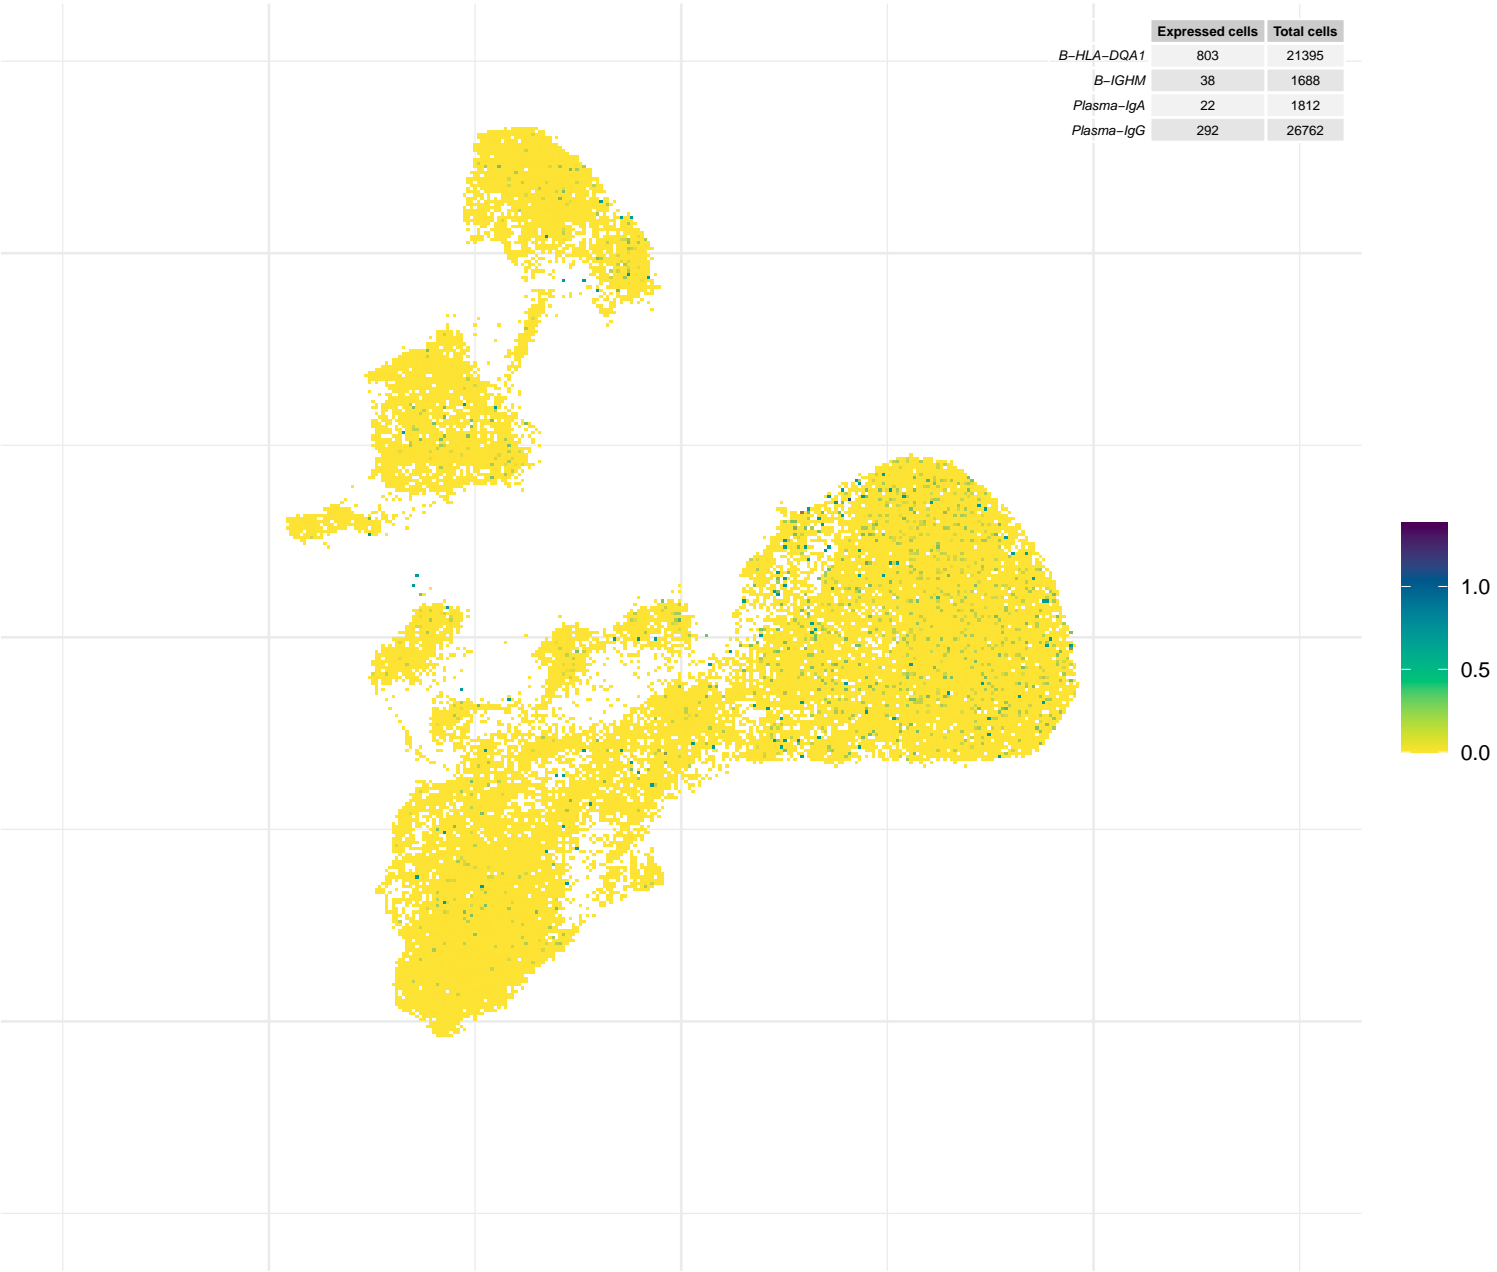 Expressed cells Total cells
B−HLA−DQA1 803 21395
B−IGHM 38 1688
Plasma−IgA 22 1812
Plasma−IgG 292 26762
1.0
0.5
0.0